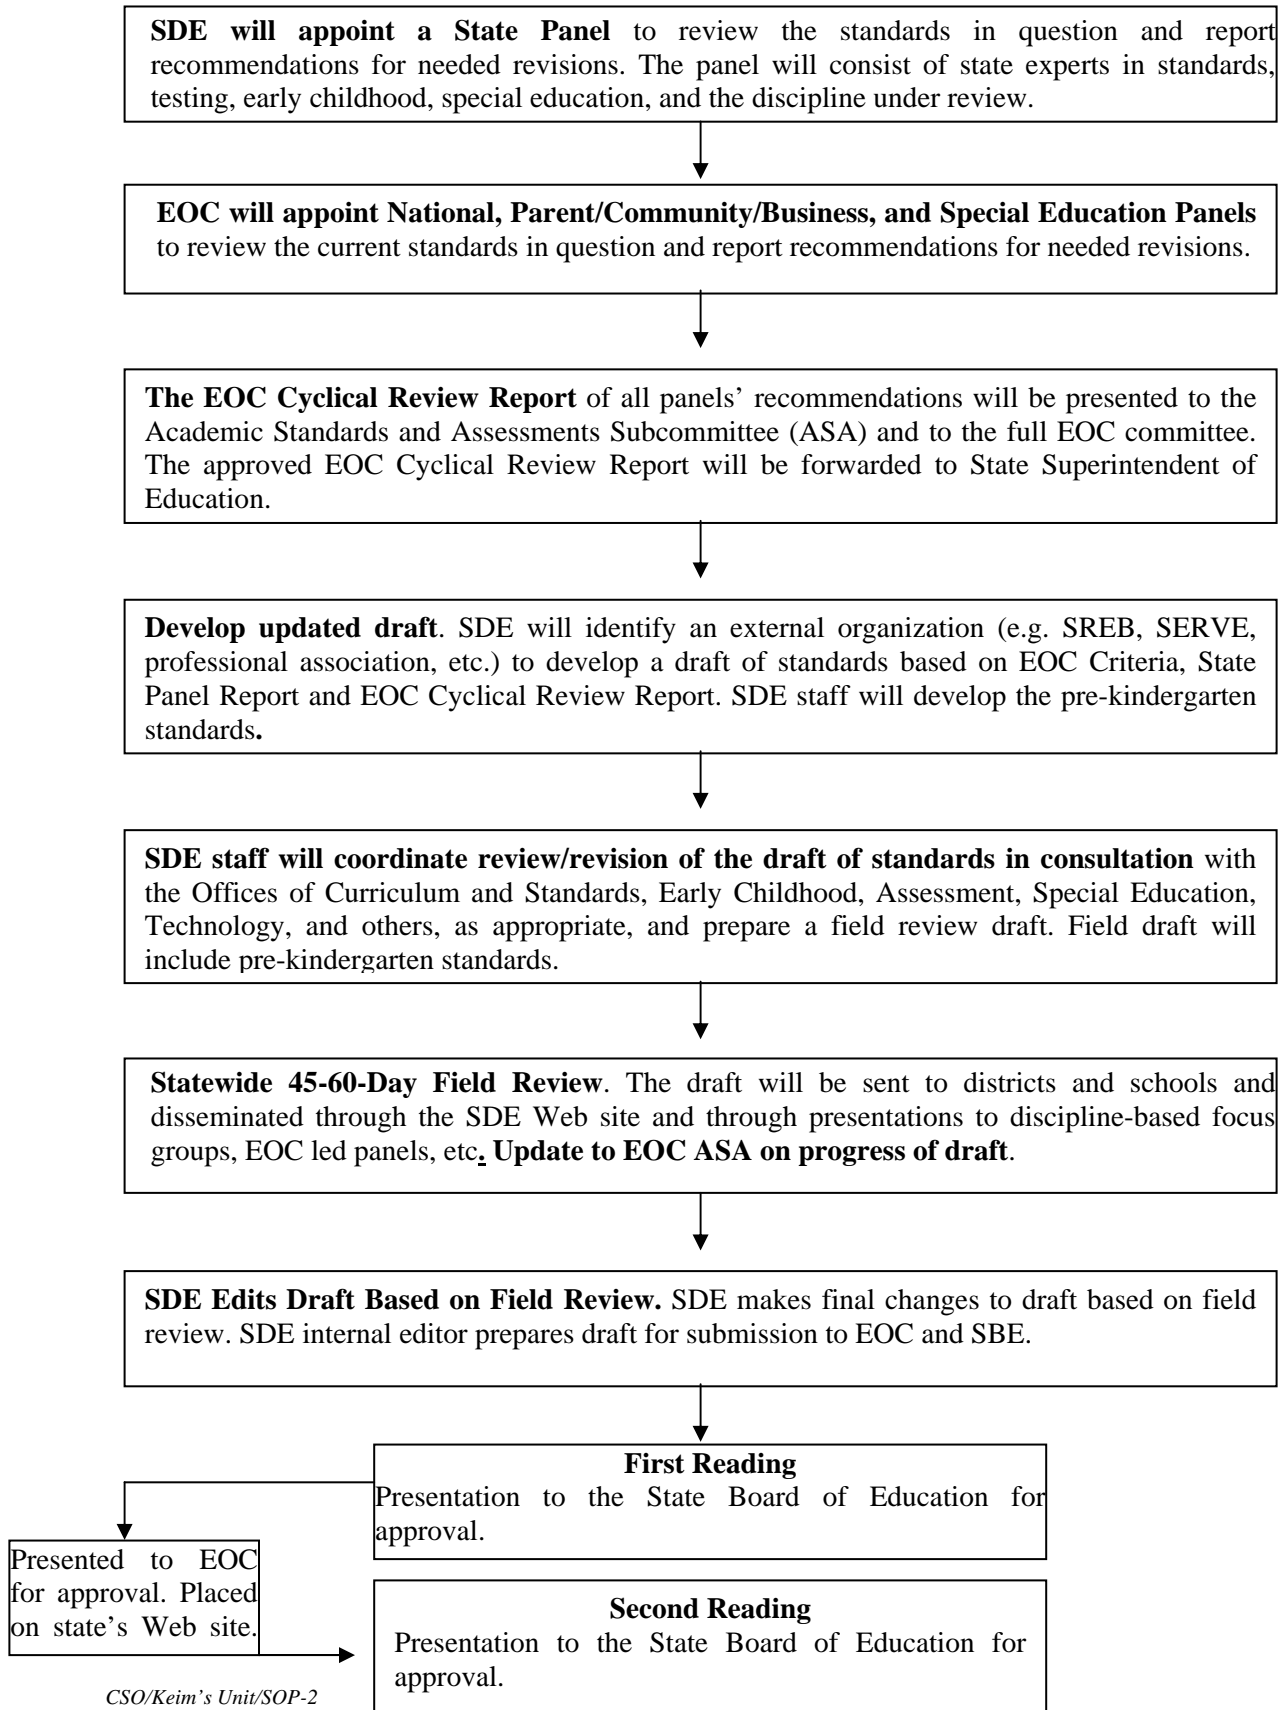 SDE will appoint a State Panel to review the standards in question and report
recommendations for needed revisions. The panel will consist of state experts in standards,
testing, early childhood, special education, and the discipline under review.
EOC will appoint National, Parent/Community/Business, and Special Education Panels
to review the current standards in question and report recommendations for needed revisions.
The EOC Cyclical Review Report of all panels’ recommendations will be presented to the
Academic Standards and Assessments Subcommittee (ASA) and to the full EOC committee.
The approved EOC Cyclical Review Report will be forwarded to State Superintendent of
Education.
Develop updated draft. SDE will identify an external organization (e.g. SREB, SERVE,
professional association, etc.) to develop a draft of standards based on EOC Criteria, State
Panel Report and EOC Cyclical Review Report. SDE staff will develop the pre-kindergarten
standards.
SDE staff will coordinate review/revision of the draft of standards in consultation with
the Offices of Curriculum and Standards, Early Childhood, Assessment, Special Education,
Technology, and others, as appropriate, and prepare a field review draft. Field draft will
include pre-kindergarten standards.
Statewide 45-60-Day Field Review. The draft will be sent to districts and schools and
disseminated through the SDE Web site and through presentations to discipline-based focus
groups, EOC led panels, etc. Update to EOC ASA on progress of draft.
SDE Edits Draft Based on Field Review. SDE makes final changes to draft based on field
review. SDE internal editor prepares draft for submission to EOC and SBE.
First Reading
Presentation to the State Board of Education for
approval.
Presented to EOC
for approval. Placed
on state’s Web site.
Second Reading
Presentation to the State Board of Education for
approval.
CSO/Keim’s Unit/SOP-2